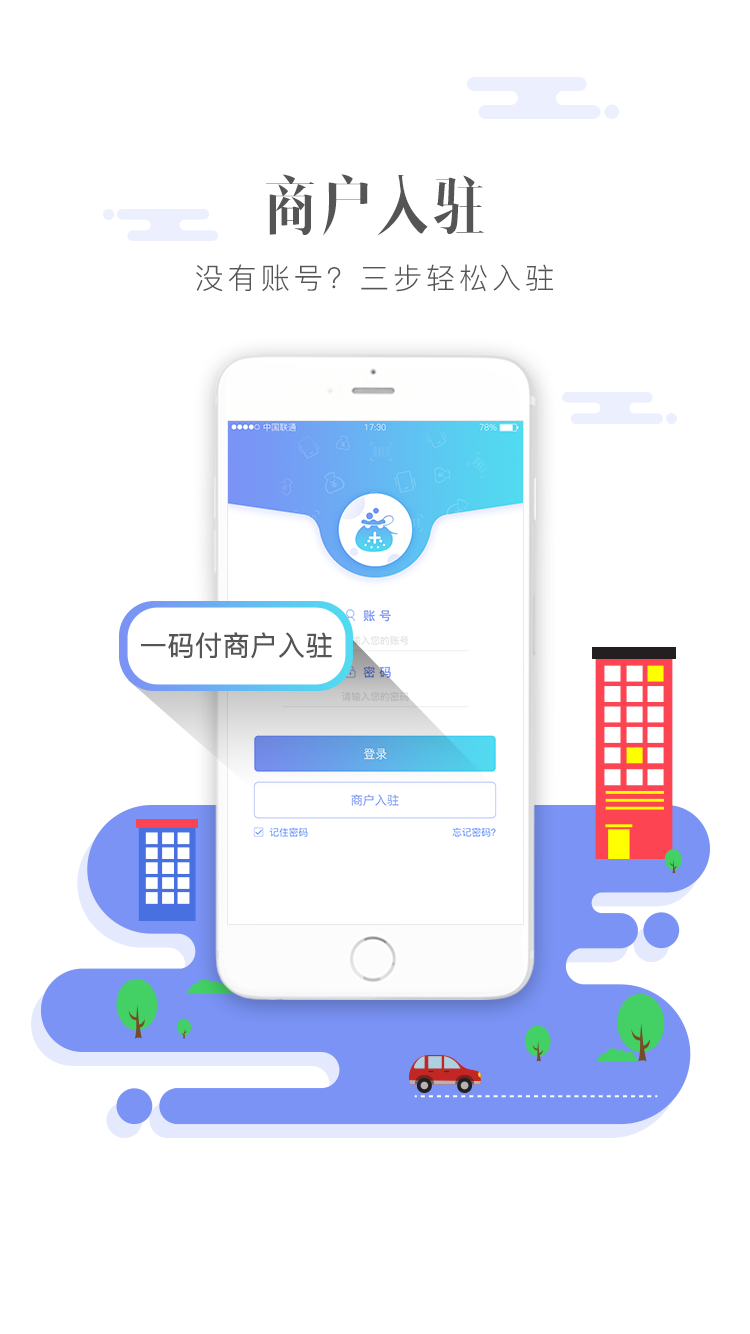 商户入驻
没有账号？三步轻松入驻
中国联通 17:30 78%
账号
输入您的账号
一码付商户入驻
密码
请输入您的密码
登录
商户入驻
记住密码 忘记密码?